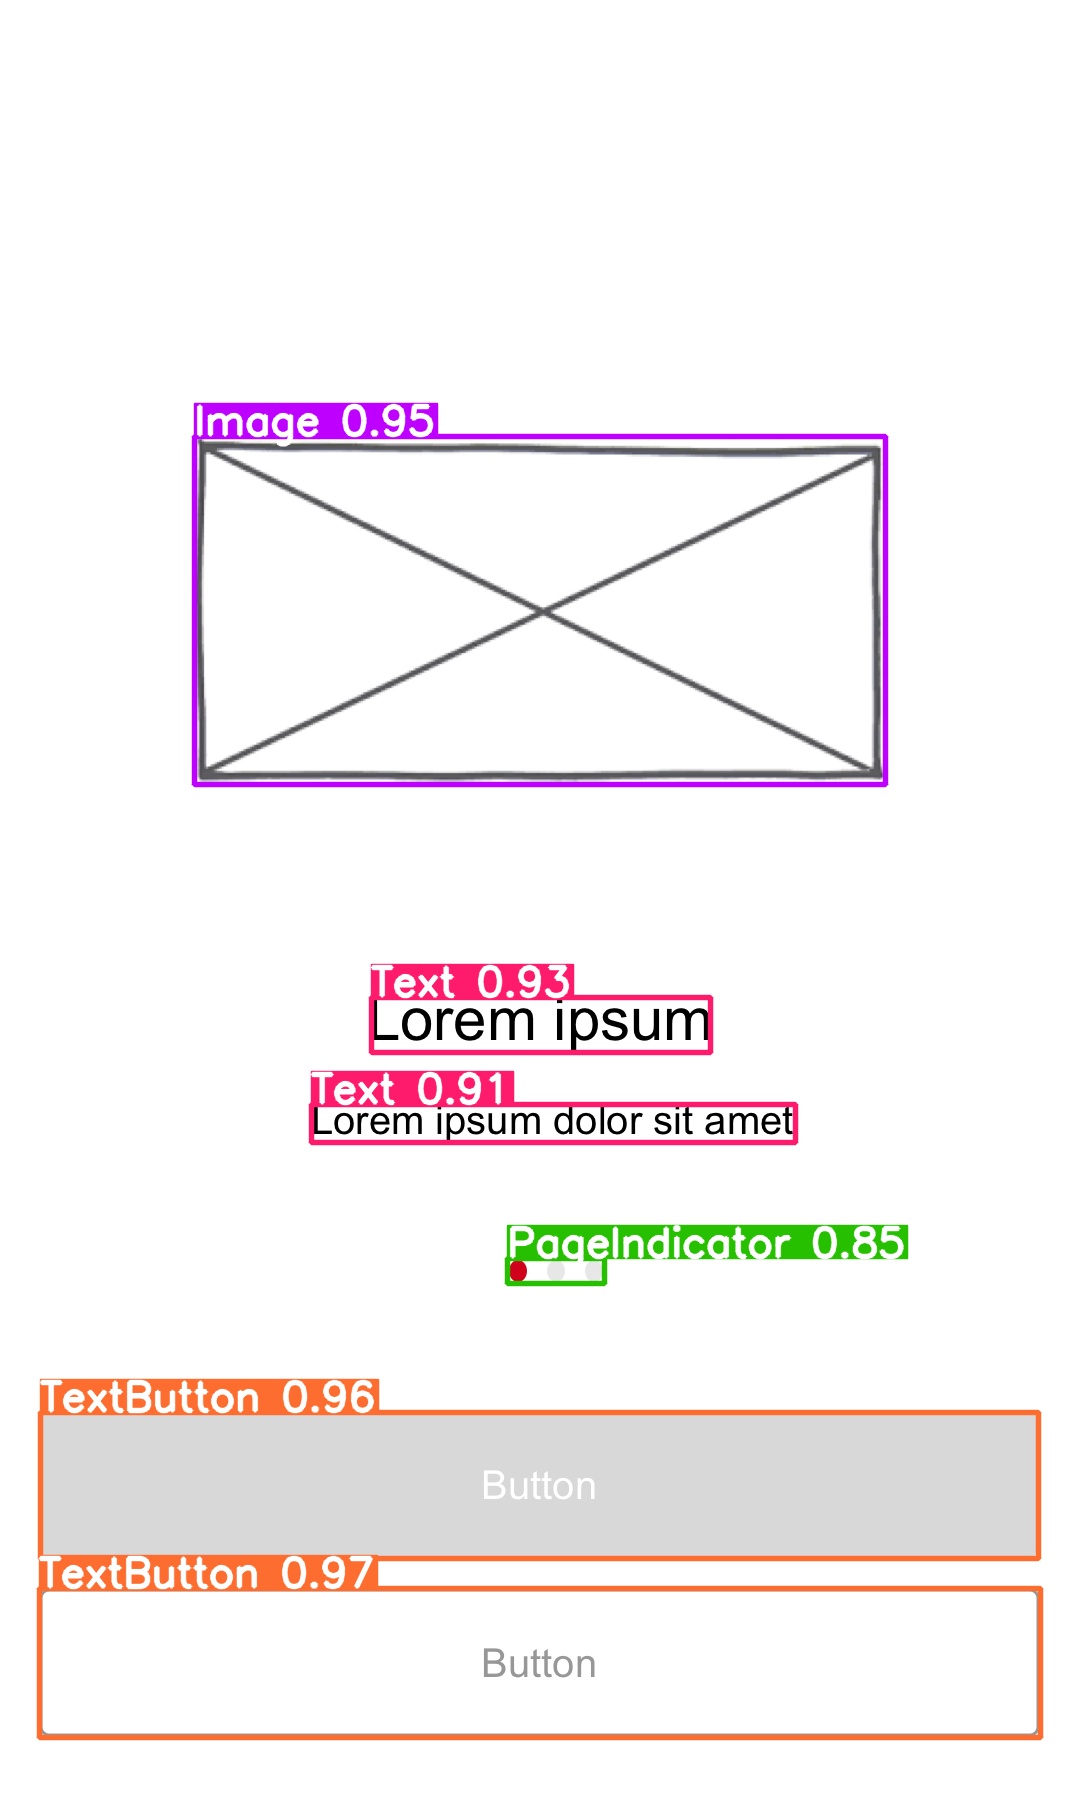 Image 0.95
Text 0.93
Lorem ipsum
Text 0.91
Lorem ipsum dolor sit amet
PageIndicator 0.85
TextButton 0.96
Button
TextButton 0.97
Button